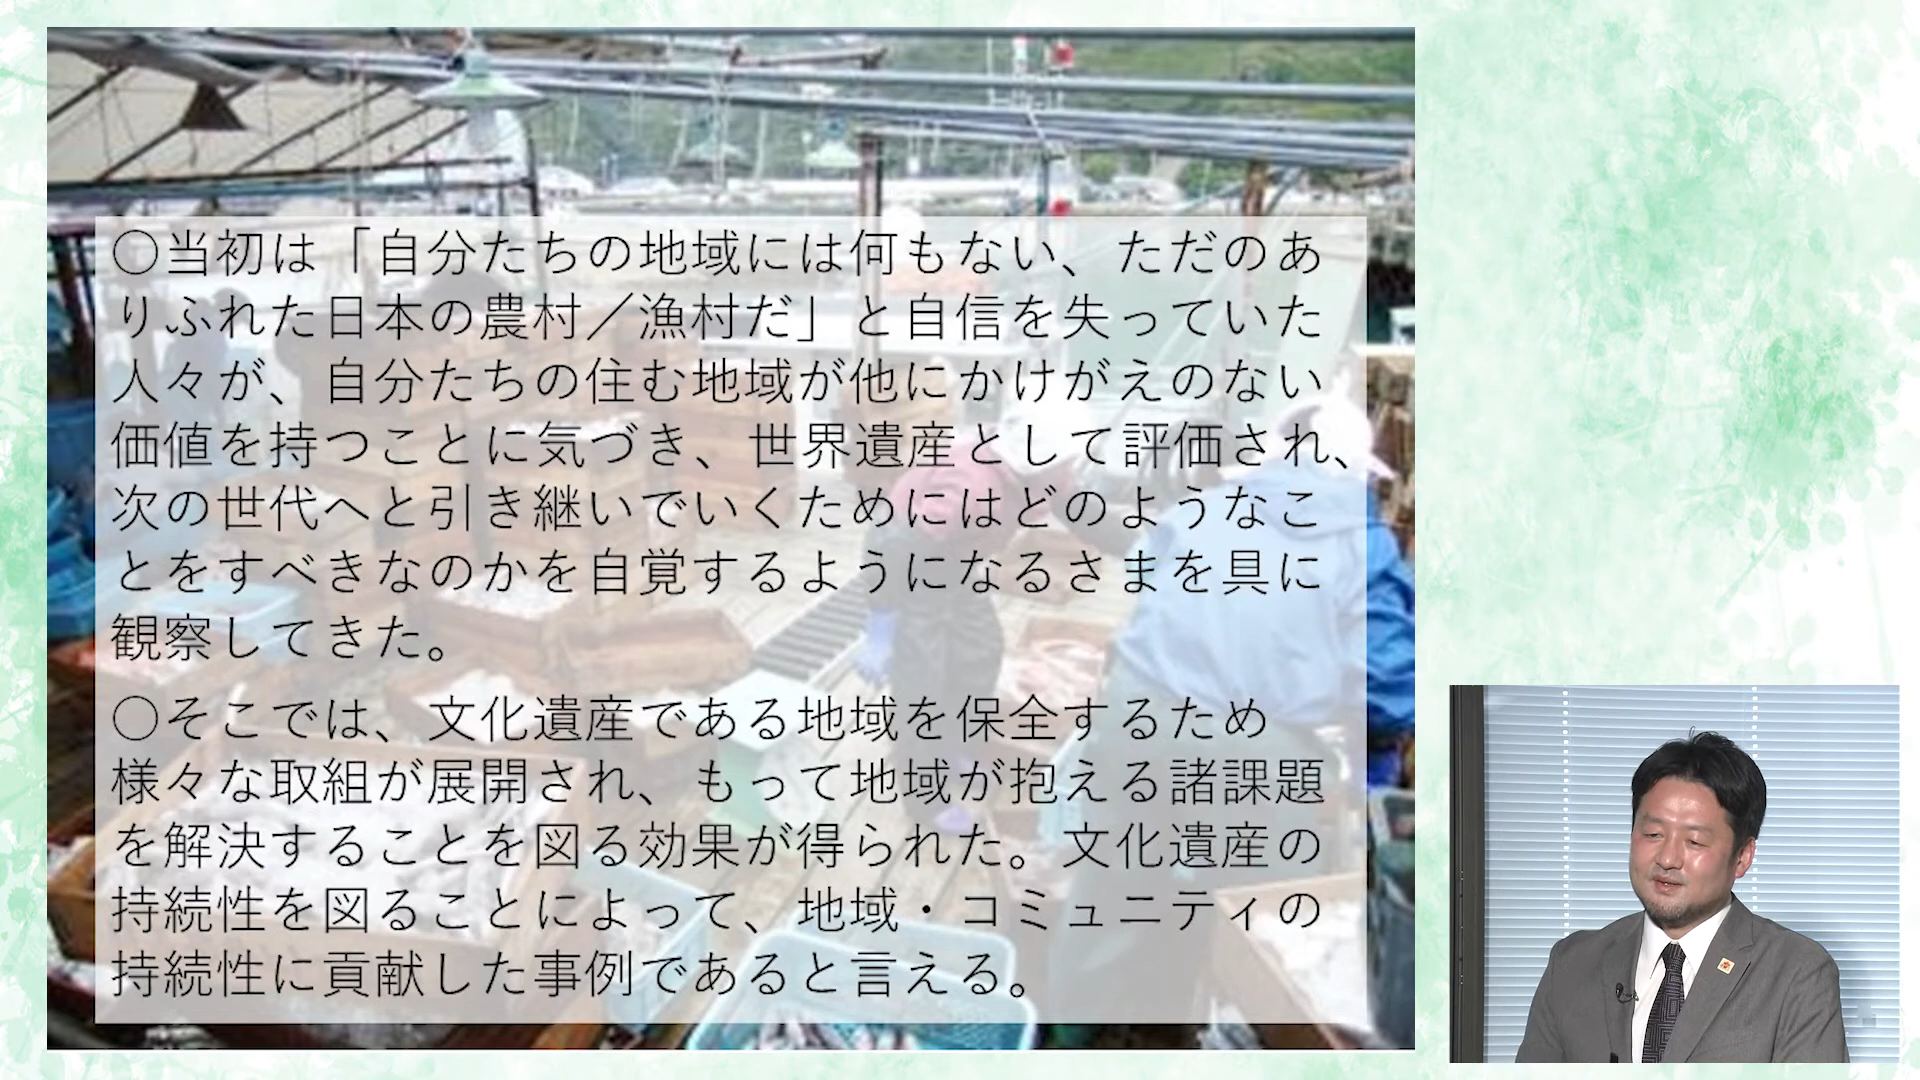 〇当初は「自分たちの地域には何もない、ただのあ
りふれた日本の農村／漁村だ」と自信を失っていた
人々が、自分たちの住む地域が他にかけがえのない
価値を持つことに気づき、世界遺産として評価され、
次の世代へと引き継いでいくためにはどのようなこ
とをすべきなのかを自覚するようになるさまを具に
観察してきた。
〇そこでは、文化遺産である地域を保全するため
様々な取組が展開され、もって地域が抱える諸課題
を解決することを図る効果が得られた。文化遺産の
持続性を図ることによって、地域・コミュニティの
持続性に貢献した事例であると言える。